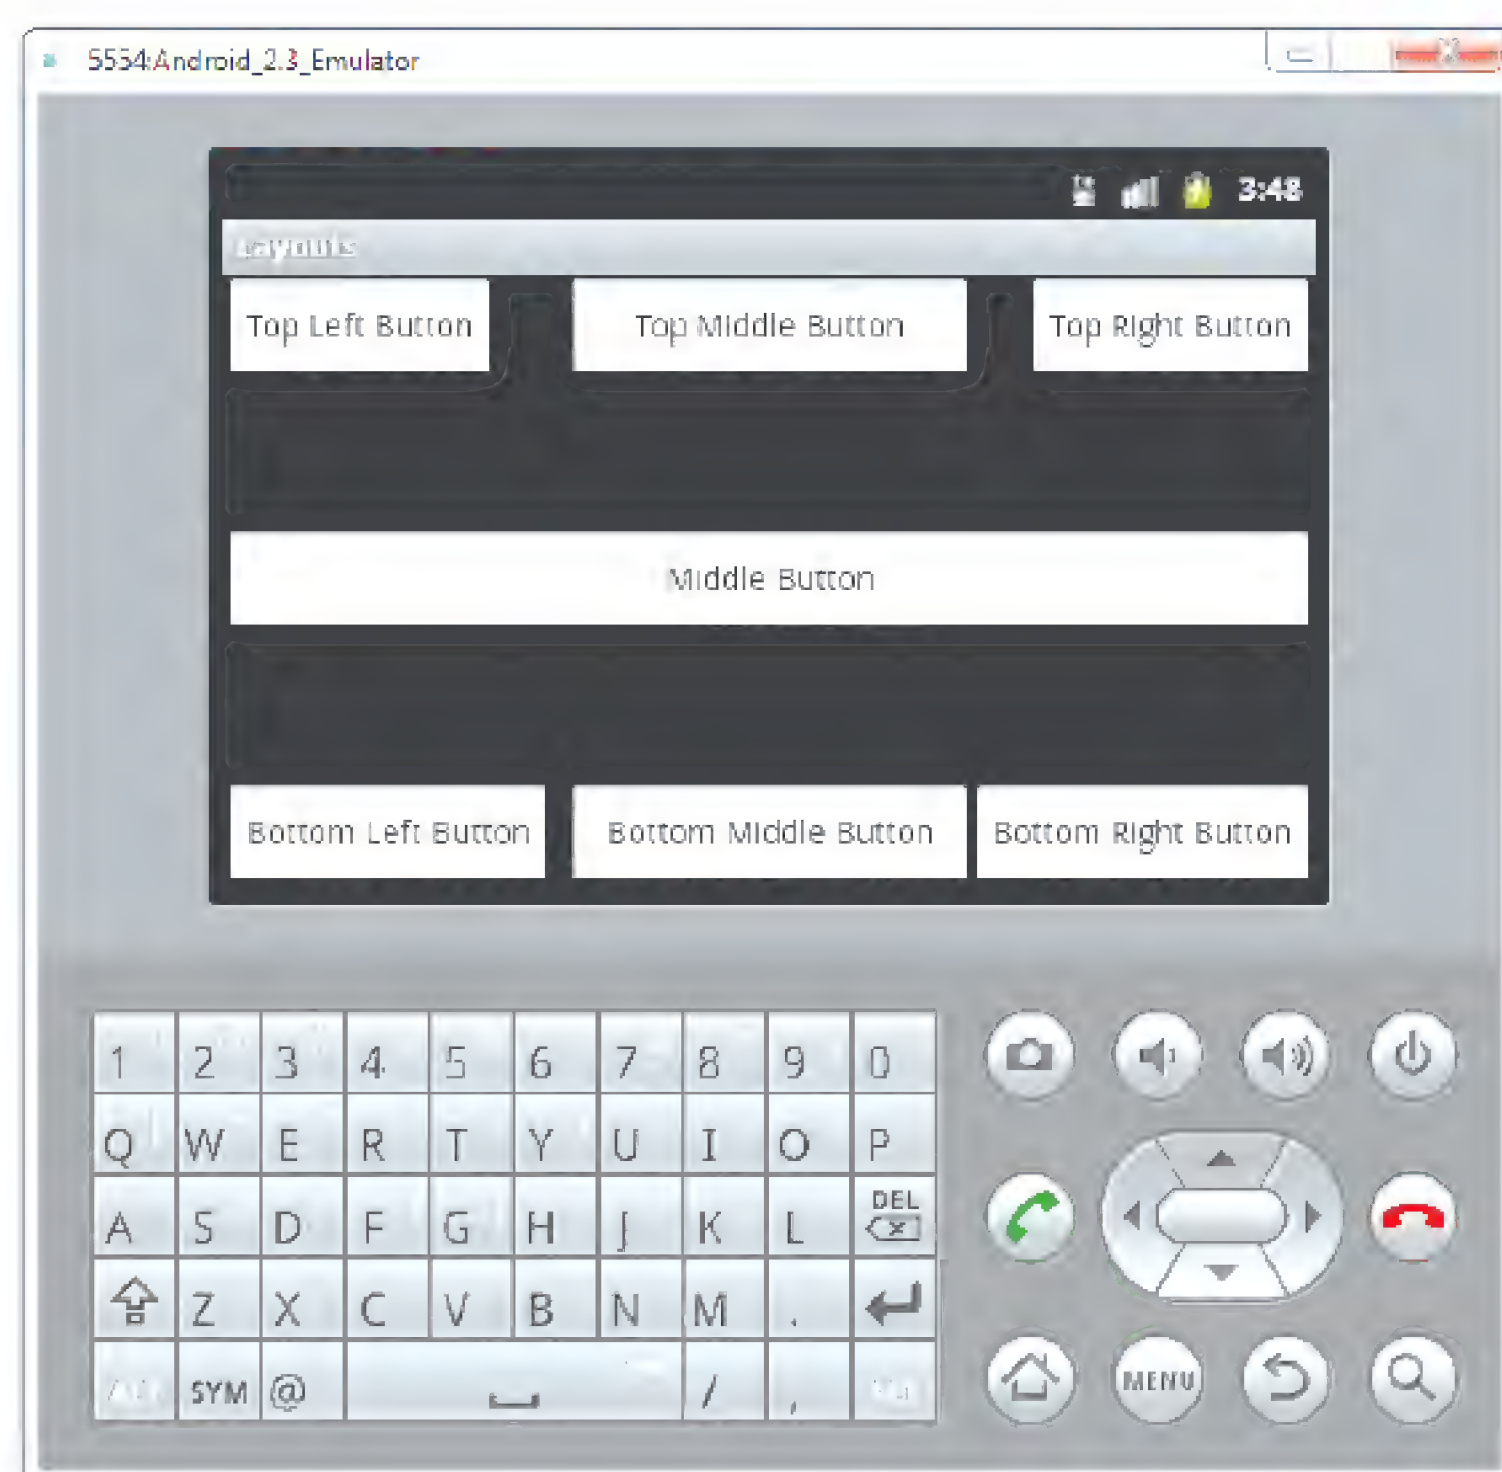 5554:Android_2.3_Emulator
3:48
Layouts
Top Left Button Top Middle Button Top Right Button
Middle Button
Bottom Left Button Bottom Middle Button Bottom Right Button
1 2 3 4 5 6 7 8 9 0
Q W E R T Y U I O P
A S D F G H J K L DEL
Z X C V B N M .
SYM @ / ,
MENU